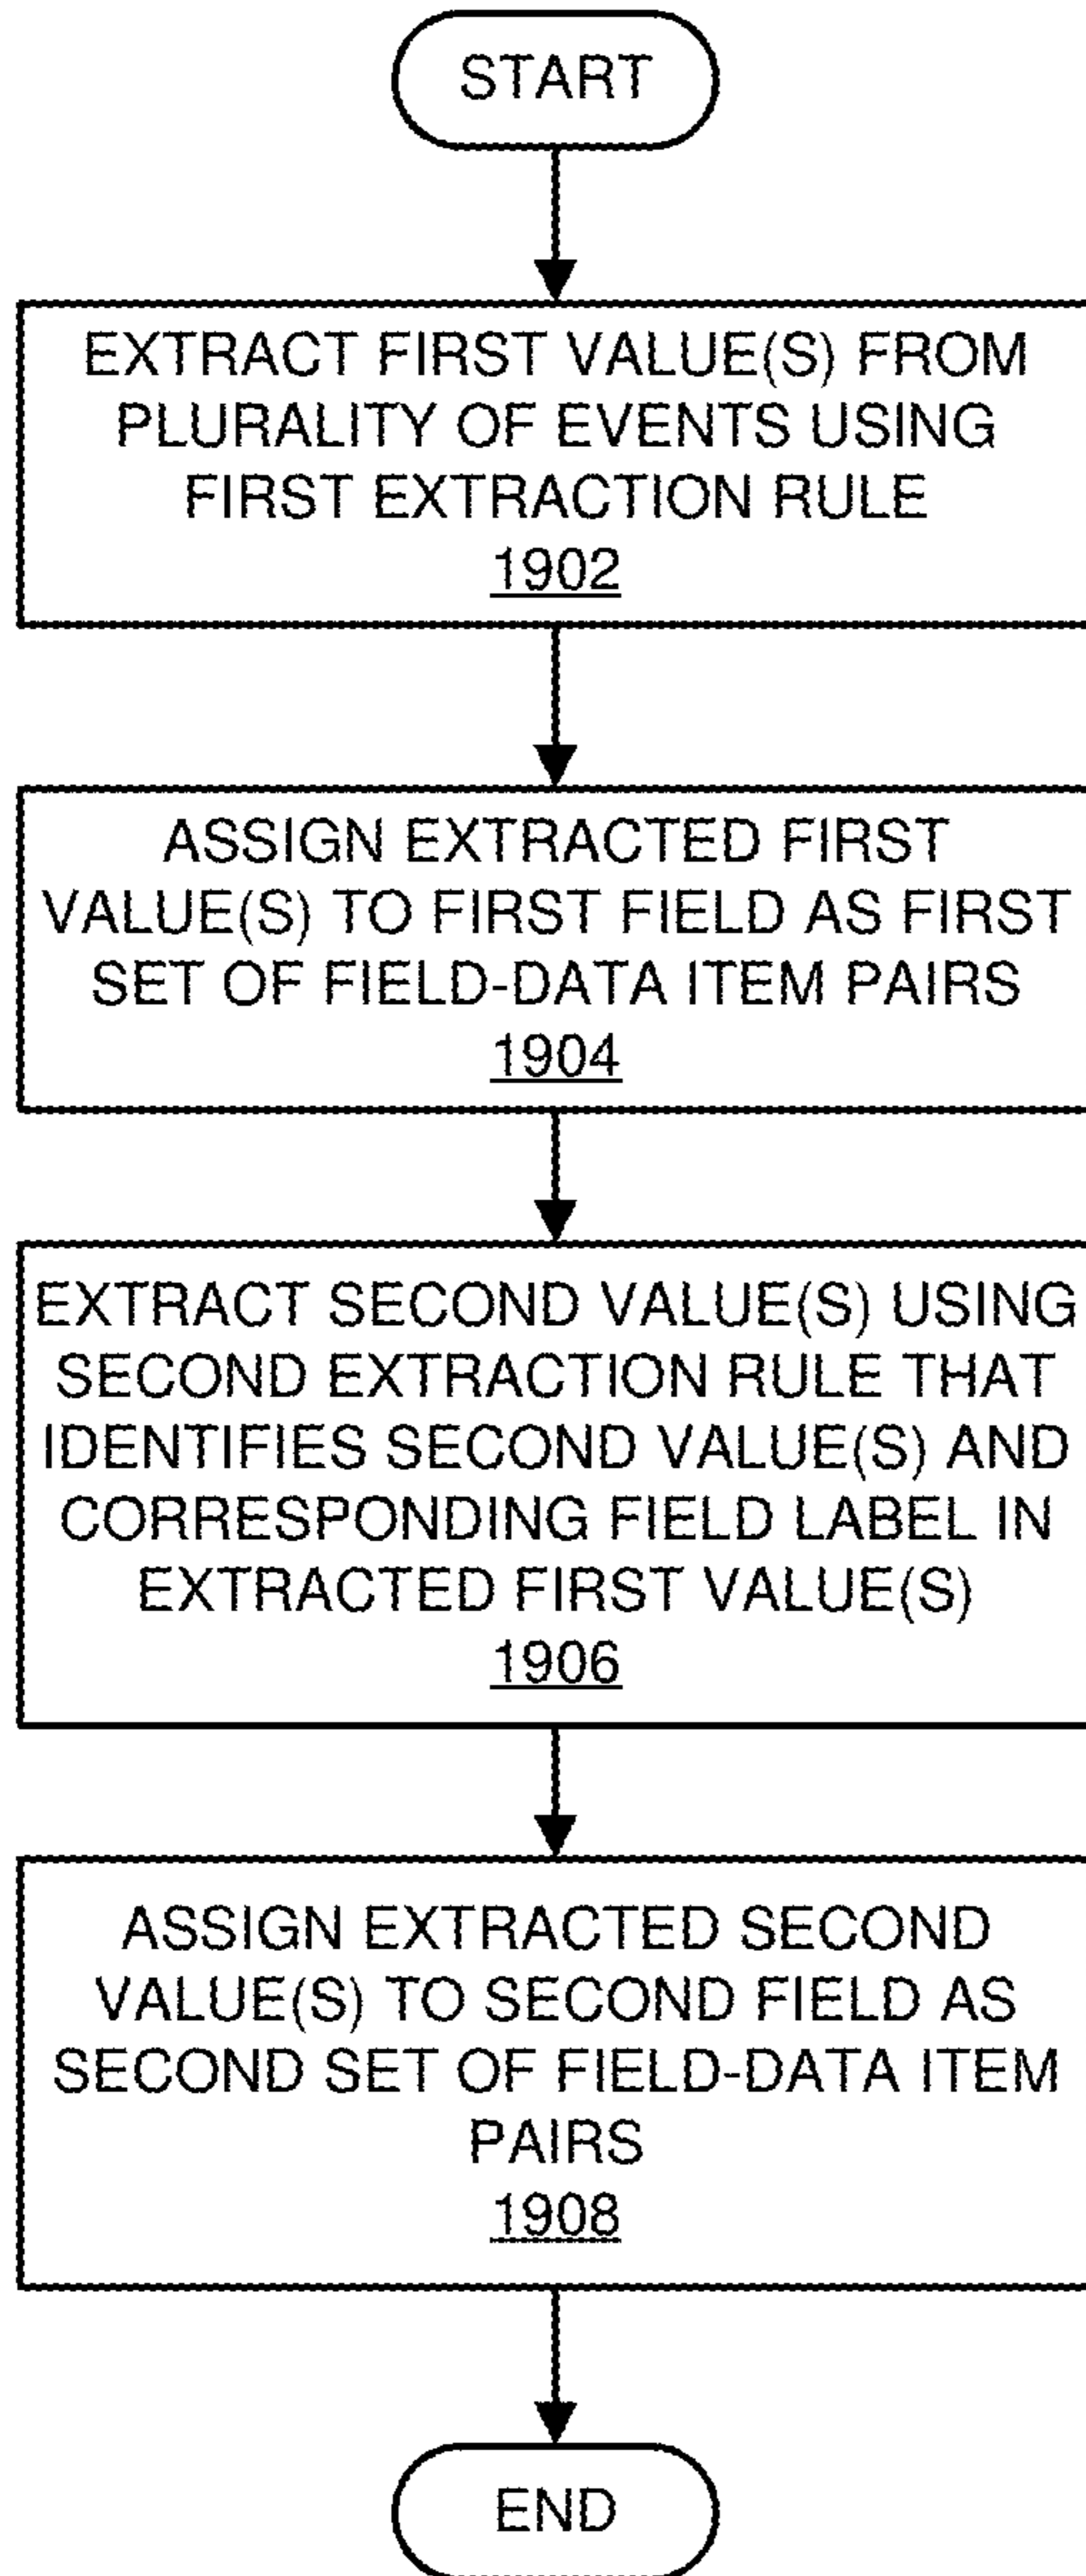 START
EXTRACT FIRST VALUE(S) FROM
PLURALITY OF EVENTS USING
FIRST EXTRACTION RULE
1902
ASSIGN EXTRACTED FIRST
VALUE(S) TO FIRST FIELD AS FIRST
SET OF FIELD-DATA ITEM PAIRS
1904
EXTRACT SECOND VALUE(S) USING
SECOND EXTRACTION RULE THAT
IDENTIFIES SECOND VALUE(S) AND
CORRESPONDING FIELD LABEL IN
EXTRACTED FIRST VALUE(S)
1906
ASSIGN EXTRACTED SECOND
VALUE(S) TO SECOND FIELD AS
SECOND SET OF FIELD-DATA ITEM
PAIRS
1908
END